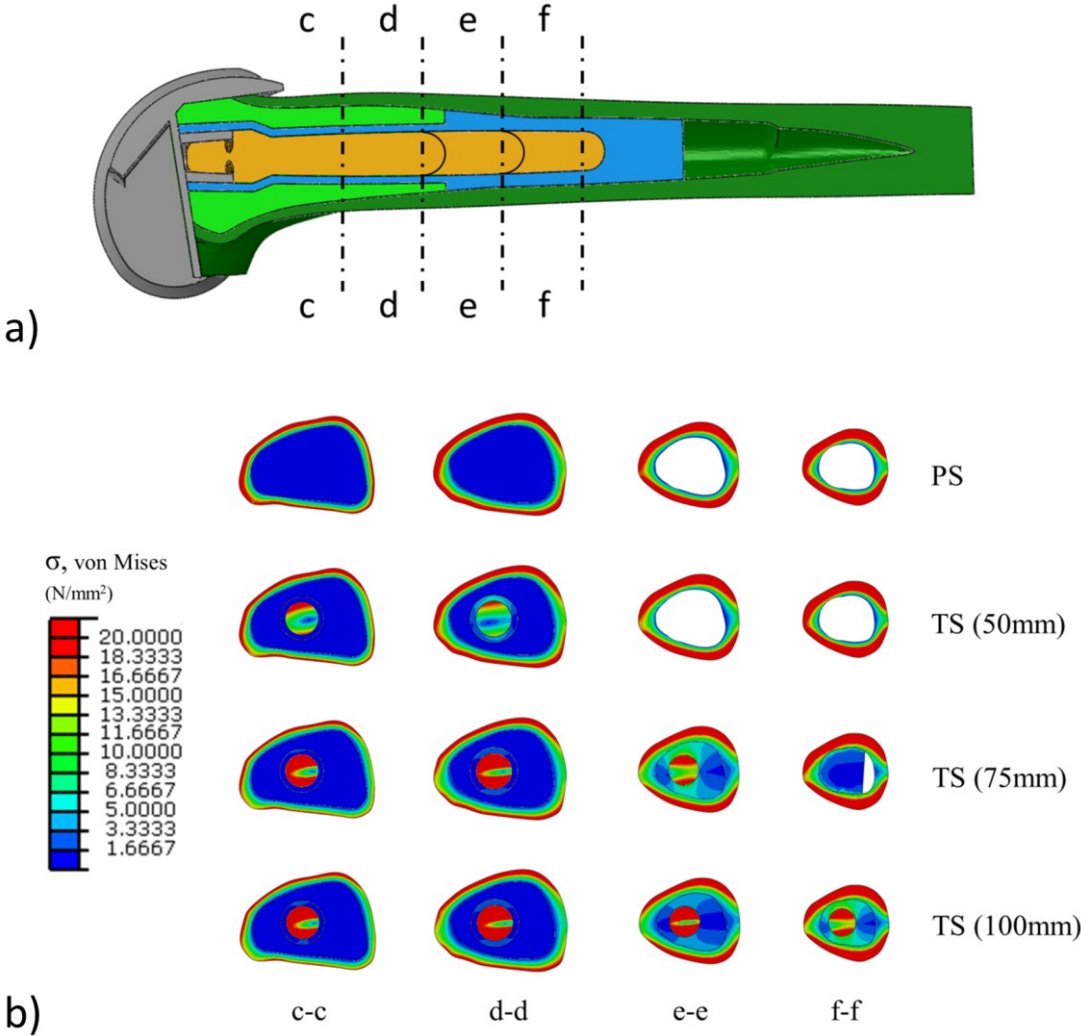 c d e f
c d e f
a)
PS
σ, von Mises
(N/mm²)
TS (50mm)
20.0000
18.3333
16.6667
15.0000
13.3333
11.6667
10.0000
8.3333
6.6667
5.0000
3.3333
1.6667
TS (75mm)
TS (100mm)
b)
c-c d-d e-e f-f